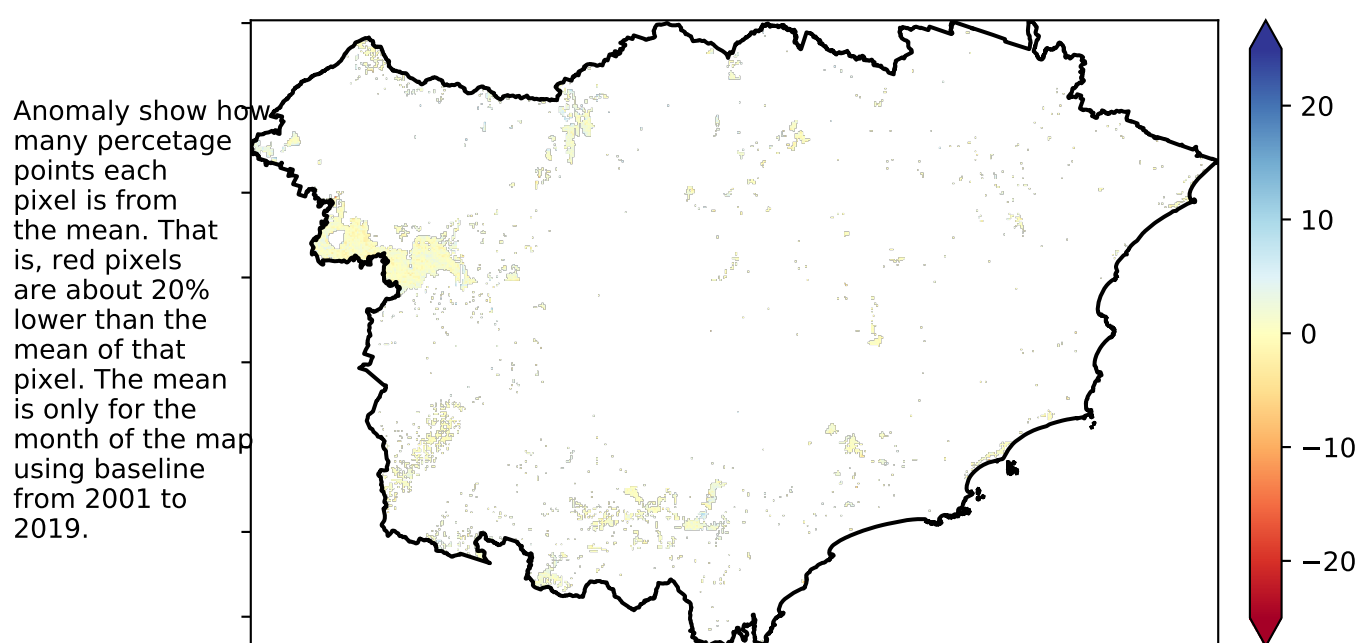 Anomaly show how
many percetage
points each
pixel is from
the mean. That
is, red pixels
are about 20%
lower than the
mean of that
pixel. The mean
is only for the
month of the map
using baseline
from 2001 to
2019.
20
10
0
−10
−20